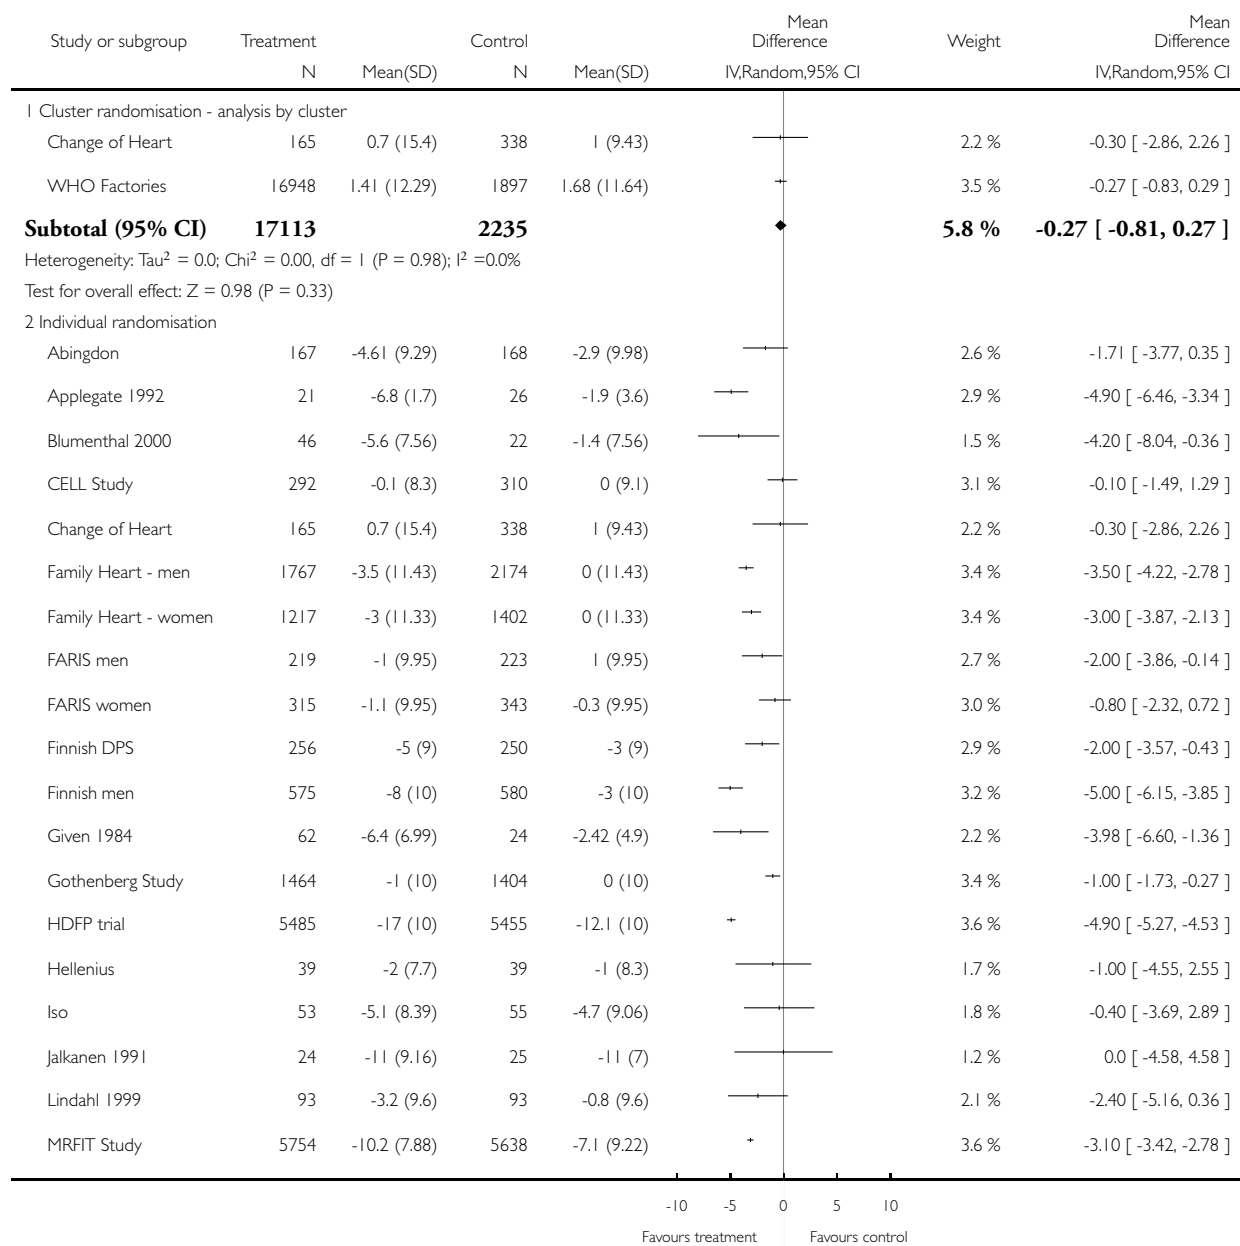 Mean Mean
Study or subgroup Treatment Control Difference Weight Difference
N Mean(SD) N Mean(SD) IV,Random,95% CI IV,Random,95% CI
1 Cluster randomisation - analysis by cluster
Change of Heart 165 0.7 (15.4) 338 1 (9.43) 2.2 % -0.30 [ -2.86, 2.26 ]
WHO Factories 16948 1.41 (12.29) 1897 1.68 (11.64) 3.5 % -0.27 [ -0.83, 0.29 ]
Subtotal (95% CI) 17113 2235 5.8 % -0.27 [ -0.81, 0.27 ]
Heterogeneity: Tau² = 0.0; Chi² = 0.00, df = 1 (P = 0.98); I² =0.0%
Test for overall effect: Z = 0.98 (P = 0.33)
2 Individual randomisation
Abingdon 167 -4.61 (9.29) 168 -2.9 (9.98) 2.6 % -1.71 [ -3.77, 0.35 ]
Applegate 1992 21 -6.8 (1.7) 26 -1.9 (3.6) 2.9 % -4.90 [ -6.46, -3.34 ]
Blumenthal 2000 46 -5.6 (7.56) 22 -1.4 (7.56) 1.5 % -4.20 [ -8.04, -0.36 ]
CELL Study 292 -0.1 (8.3) 310 0 (9.1) 3.1 % -0.10 [ -1.49, 1.29 ]
Change of Heart 165 0.7 (15.4) 338 1 (9.43) 2.2 % -0.30 [ -2.86, 2.26 ]
Family Heart - men 1767 -3.5 (11.43) 2174 0 (11.43) 3.4 % -3.50 [ -4.22, -2.78 ]
Family Heart - women 1217 -3 (11.33) 1402 0 (11.33) 3.4 % -3.00 [ -3.87, -2.13 ]
FARIS men 219 -1 (9.95) 223 1 (9.95) 2.7 % -2.00 [ -3.86, -0.14 ]
FARIS women 315 -1.1 (9.95) 343 -0.3 (9.95) 3.0 % -0.80 [ -2.32, 0.72 ]
Finnish DPS 256 -5 (9) 250 -3 (9) 2.9 % -2.00 [ -3.57, -0.43 ]
Finnish men 575 -8 (10) 580 -3 (10) 3.2 % -5.00 [ -6.15, -3.85 ]
Given 1984 62 -6.4 (6.99) 24 -2.42 (4.9) 2.2 % -3.98 [ -6.60, -1.36 ]
Gothenberg Study 1464 -1 (10) 1404 0 (10) 3.4 % -1.00 [ -1.73, -0.27 ]
HDFP trial 5485 -17 (10) 5455 -12.1 (10) 3.6 % -4.90 [ -5.27, -4.53 ]
Hellenius 39 -2 (7.7) 39 -1 (8.3) 1.7 % -1.00 [ -4.55, 2.55 ]
Iso 53 -5.1 (8.39) 55 -4.7 (9.06) 1.8 % -0.40 [ -3.69, 2.89 ]
Jalkanen 1991 24 -11 (9.16) 25 -11 (7) 1.2 % 0.0 [ -4.58, 4.58 ]
Lindahl 1999 93 -3.2 (9.6) 93 -0.8 (9.6) 2.1 % -2.40 [ -5.16, 0.36 ]
MRFIT Study 5754 -10.2 (7.88) 5638 -7.1 (9.22) 3.6 % -3.10 [ -3.42, -2.78 ]
-10 -5 0 5 10
Favours treatment Favours control